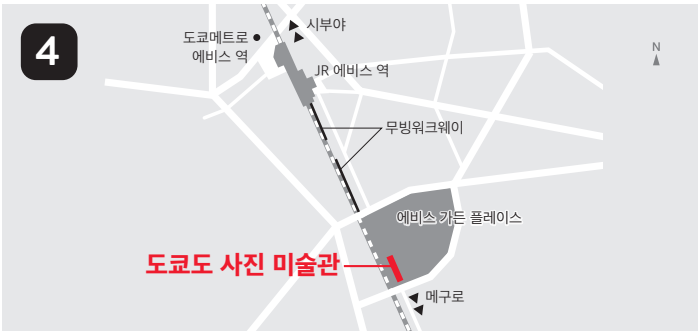 4
시부야
도쿄메트로
에비스 역
N
JR 에비스 역
무빙워크웨이
에비스 가든 플레이스
도쿄도 사진 미술관
메구로